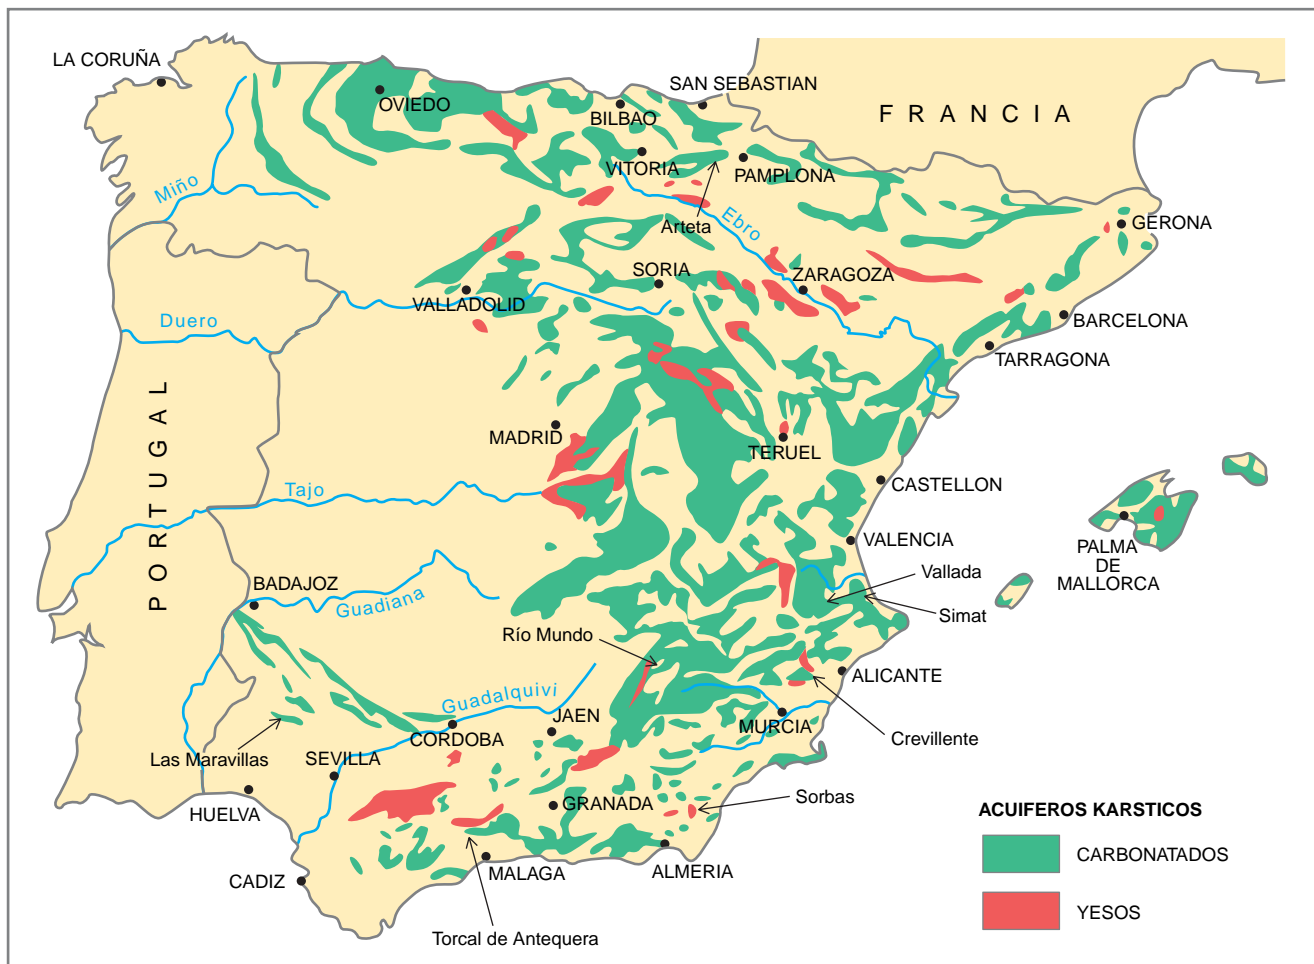 LA CORUÑA
OVIEDO
BILBAO
SAN SEBASTIAN
FRANCIA
VITORIA
PAMPLONA
Miño
Arteta
Ebro
GERONA
SORIA
ZARAGOZA
VALLADOLID
Duero
BARCELONA
TARRAGONA
PORTUGAL
MADRID
TERUEL
Tajo
CASTELLON
VALENCIA
PALMA
DE
MALLORCA
Vallada
BADAJOZ
Guadiana
Simat
Río Mundo
ALICANTE
Guadalquivi
JAEN
MURCIA
CORDOBA
Crevillente
Las Maravillas
SEVILLA
HUELVA
GRANADA
Sorbas
MALAGA
ALMERIA
CADIZ
Torcal de Antequera
ACUIFEROS KARSTICOS
CARBONATADOS
YESOS